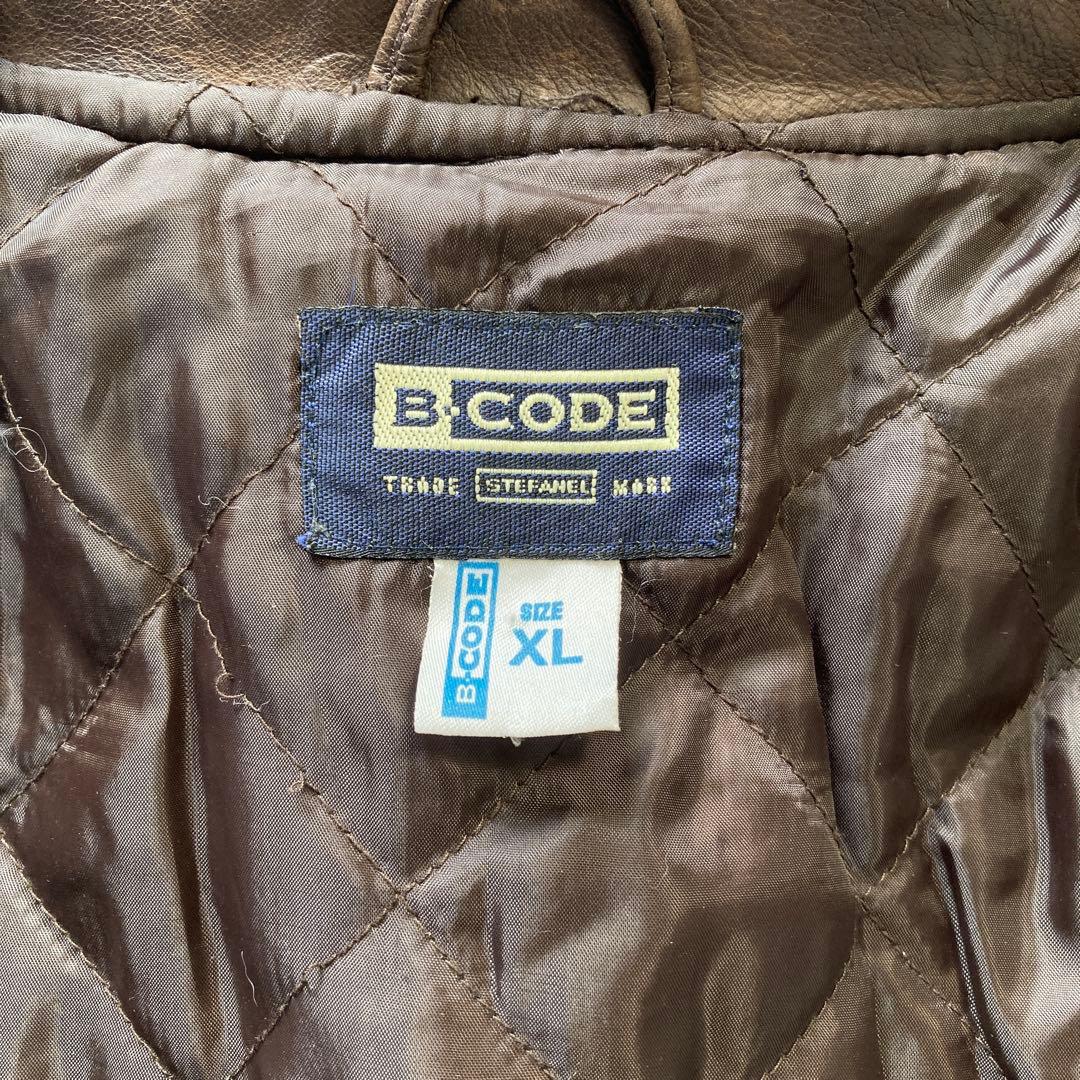 B·CODE
TRADE STEFANEL MARK
B·CODE
SIZE
XL